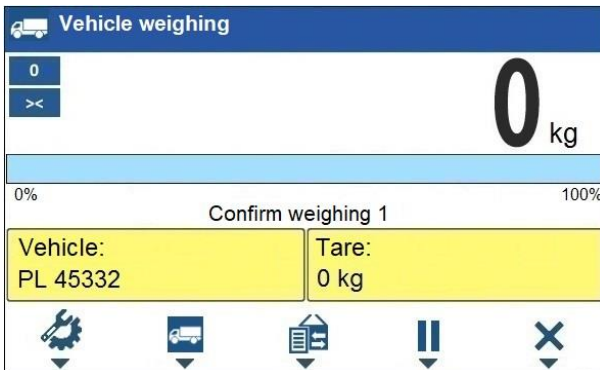 Vehicle weighing
0
><
0 kg
0% 100%
Confirm weighing 1
Vehicle: Tare:
PL 45332 0 kg